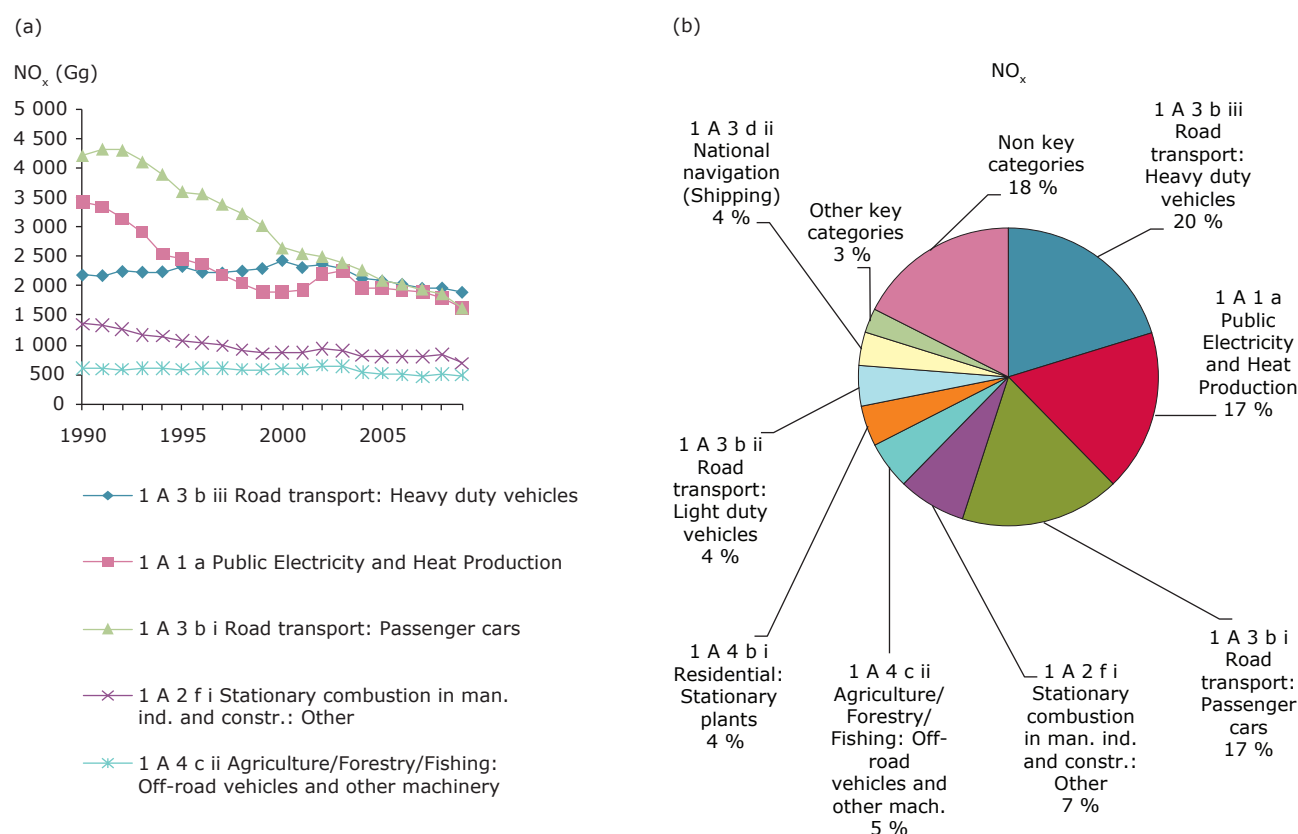 (a)
NOx (Gg)
5 000
4 500
4 000
3 500
3 000
2 500
2 000
1 500
1 000
500
0
1990
1995
2000
2005
1 A 3 b iii Road transport: Heavy duty vehicles
1 A 1 a Public Electricity and Heat Production
1 A 3 b i Road transport: Passenger cars
1 A 2 f i Stationary combustion in man.
ind. and constr.: Other
1 A 4 c ii Agriculture/Forestry/Fishing:
Off-road vehicles and other machinery
(b)
NOx
1 A 3 b iii
Road
transport:
Heavy duty
vehicles
20 %
1 A 1 a
Public
Electricity
and Heat
Production
17 %
1 A 3 b i
Road
transport:
Passenger
cars
17 %
1 A 2 f i
Stationary
combustion
in man. ind.
and constr.:
Other
7 %
1 A 4 c ii
Agriculture/
Forestry/
Fishing: Off-
road
vehicles and
other mach.
5 %
1 A 4 b i
Residential:
Stationary
plants
4 %
1 A 3 b ii
Road
transport:
Light duty
vehicles
4 %
1 A 3 d ii
National
navigation
(Shipping)
4 %
Other key
categories
3 %
Non key
categories
18 %